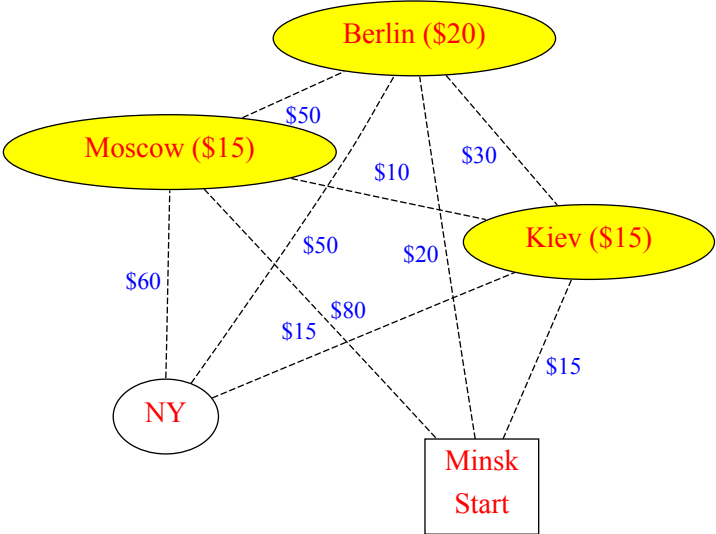 Berlin ($20)
$50
Moscow ($15)
$10
$30
Kiev ($15)
$50
$20
$60
$80
$15
$15
NY
Minsk
Start